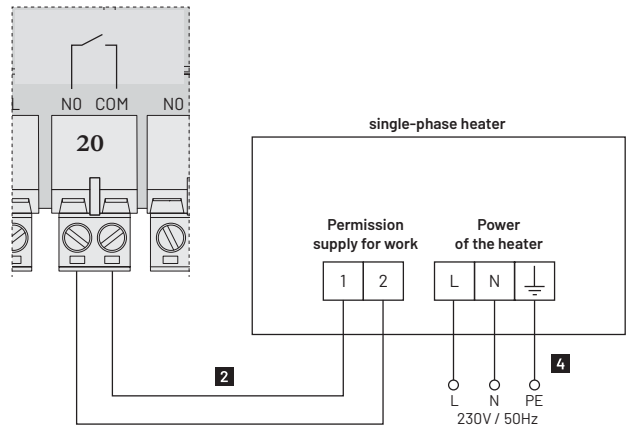 L
NO COM
NO
20
single-phase heater
Permission
supply for work
Power
of the heater
1 2
L N
2
4
L N PE
230V / 50Hz